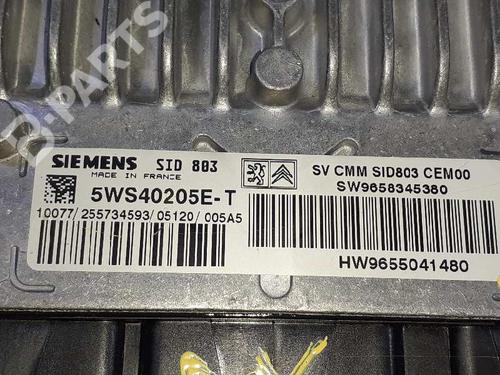 B-PARTS
SIEMENS SID 803
MADE IN FRANCE
5WS40205E-T
10077/255734593/05120/005A5
SV CMM SID803 CEM00
SW9658345380
HW9655041480